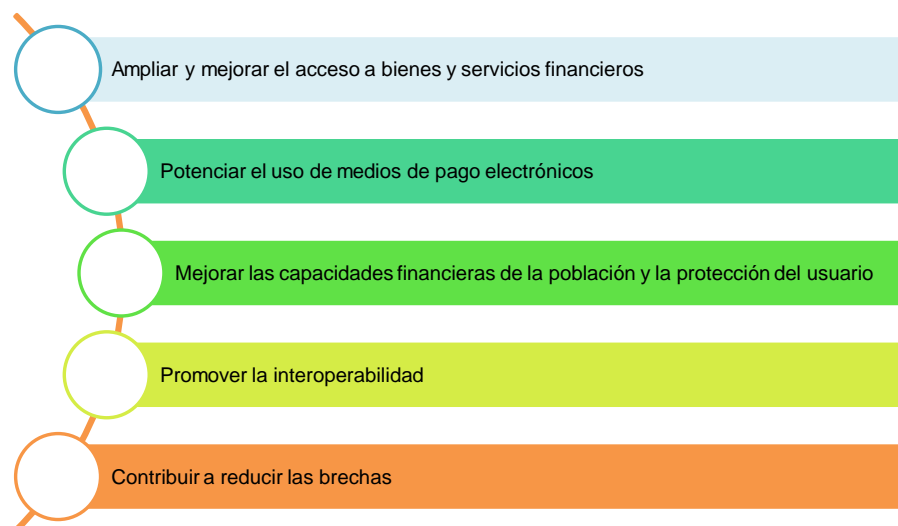 Ampliar y mejorar el acceso a bienes y servicios financieros
Potenciar el uso de medios de pago electrónicos
Mejorar las capacidades financieras de la población y la protección del usuario
Promover la interoperabilidad
Contribuir a reducir las brechas